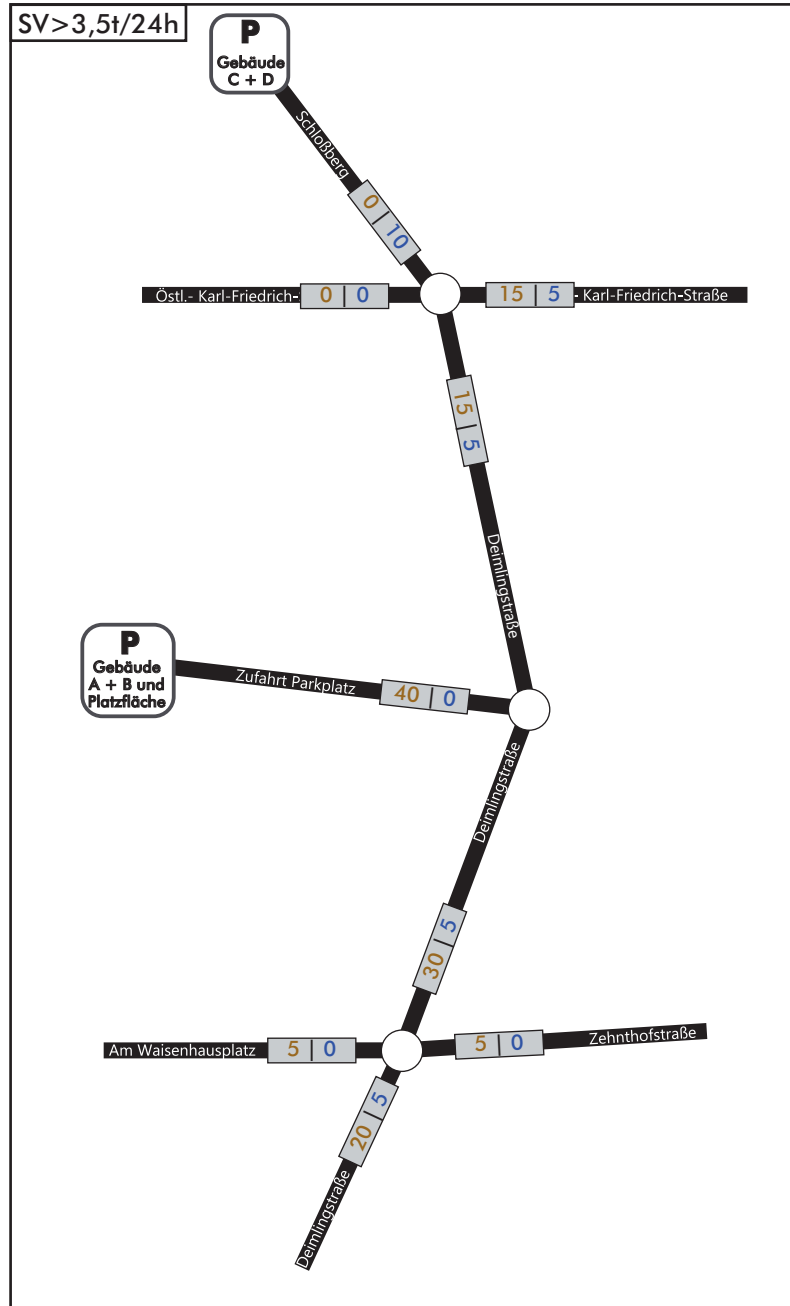 SV>3,5t/24h
P
Gebäude
C + D
Schloßberg
0 | 10
Östl.- Karl-Friedrich-
0 | 0
15 | 5
- Karl-Friedrich-Straße
15 | 5
Deimlingstraße
P
Gebäude
A + B und
Platzfläche
Zufahrt Parkplatz
40 | 0
Deimlingstraße
30 | 5
Am Waisenhausplatz
5 | 0
5 | 0
Zehnthofstraße
20 | 5
Deimlingstraße